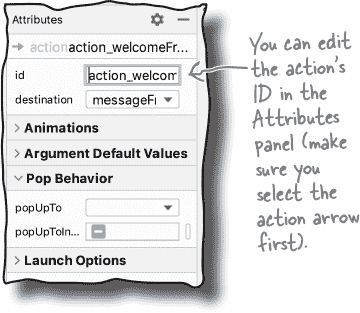 Attributes
action action_welcomeFr...
id action_welcom
destination messageFi
Animations
Argument Default Values
Pop Behavior
popUpTo
popUpToIn...
Launch Options
You can edit
the action's
ID in the
Attributes
panel (make
sure you
select the
action arrow
first).